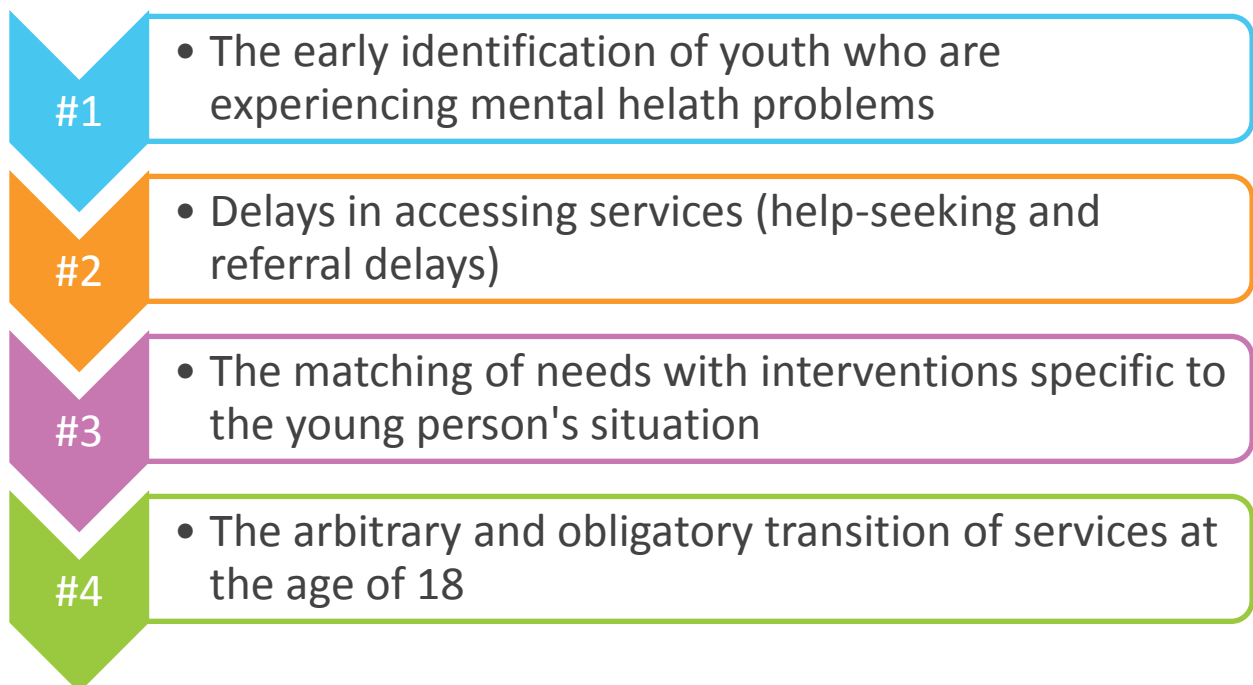 #1
• The early identification of youth who are
experiencing mental helath problems
#2
• Delays in accessing services (help-seeking and
referral delays)
#3
• The matching of needs with interventions specific to
the young person's situation
#4
• The arbitrary and obligatory transition of services at
the age of 18